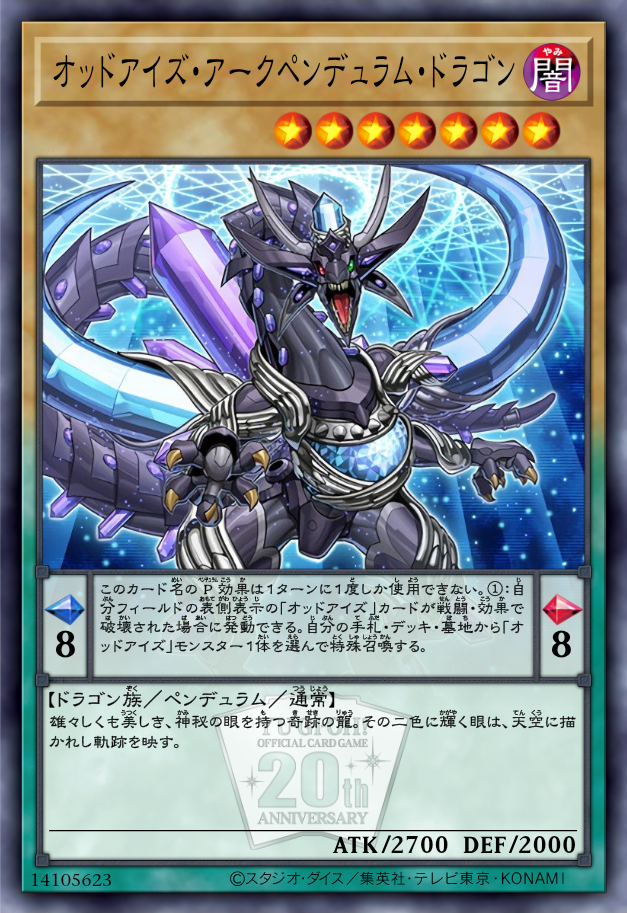 オッドアイズ・アークペンデュラム・ドラゴン
やみ
闇
このカード名のP効果は1ターンに1度しか使用できない。①:自
分フィールドの表側表示の「オッドアイズ」カードが戦闘・効果で
破壊された場合に発動できる。自分の手札・デッキ・墓地から「オ
ッドアイズ」モンスター1体を選んで特殊召喚する。
8
8
【ドラゴン族/ペンデュラム/通常】
雄々しくも美しき、神秘の眼を持つ奇跡の龍。その二色に輝く眼は、天空に描
かれし軌跡を映す。
YU-GI-OH!
OFFICIAL CARD GAME
20th
ANNIVERSARY
ATK/2700 DEF/2000
14105623
©スタジオ・ダイス/集英社・テレビ東京・KONAMI